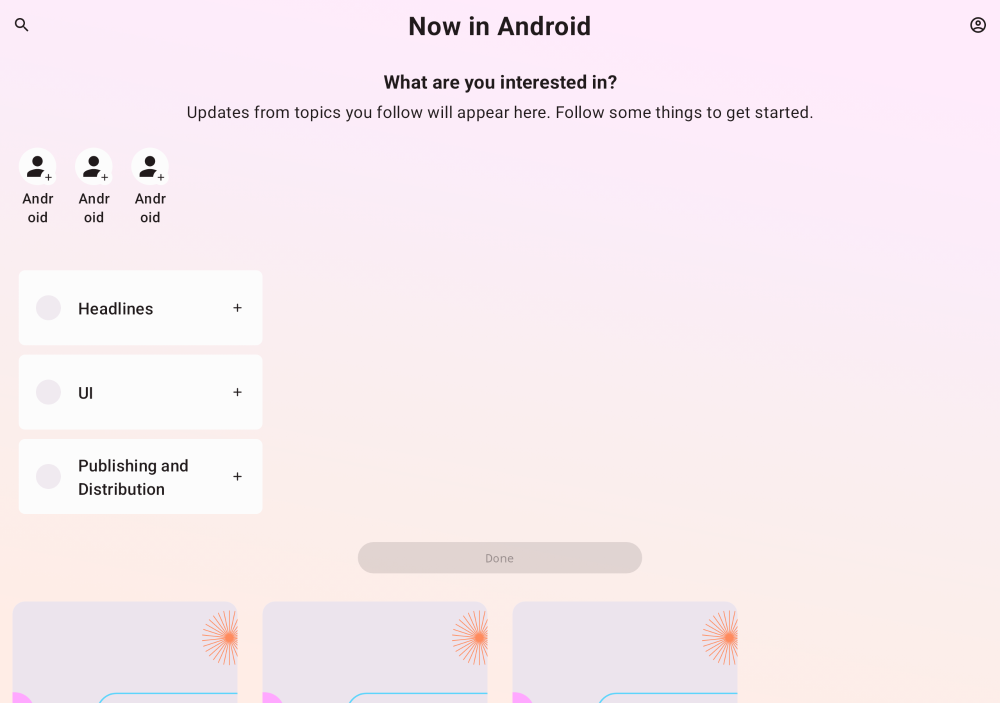 Now in Android
What are you interested in?
Updates from topics you follow will appear here. Follow some things to get started.
Andr
oid
Andr
oid
Andr
oid
Headlines
UI
Publishing and
Distribution
Done